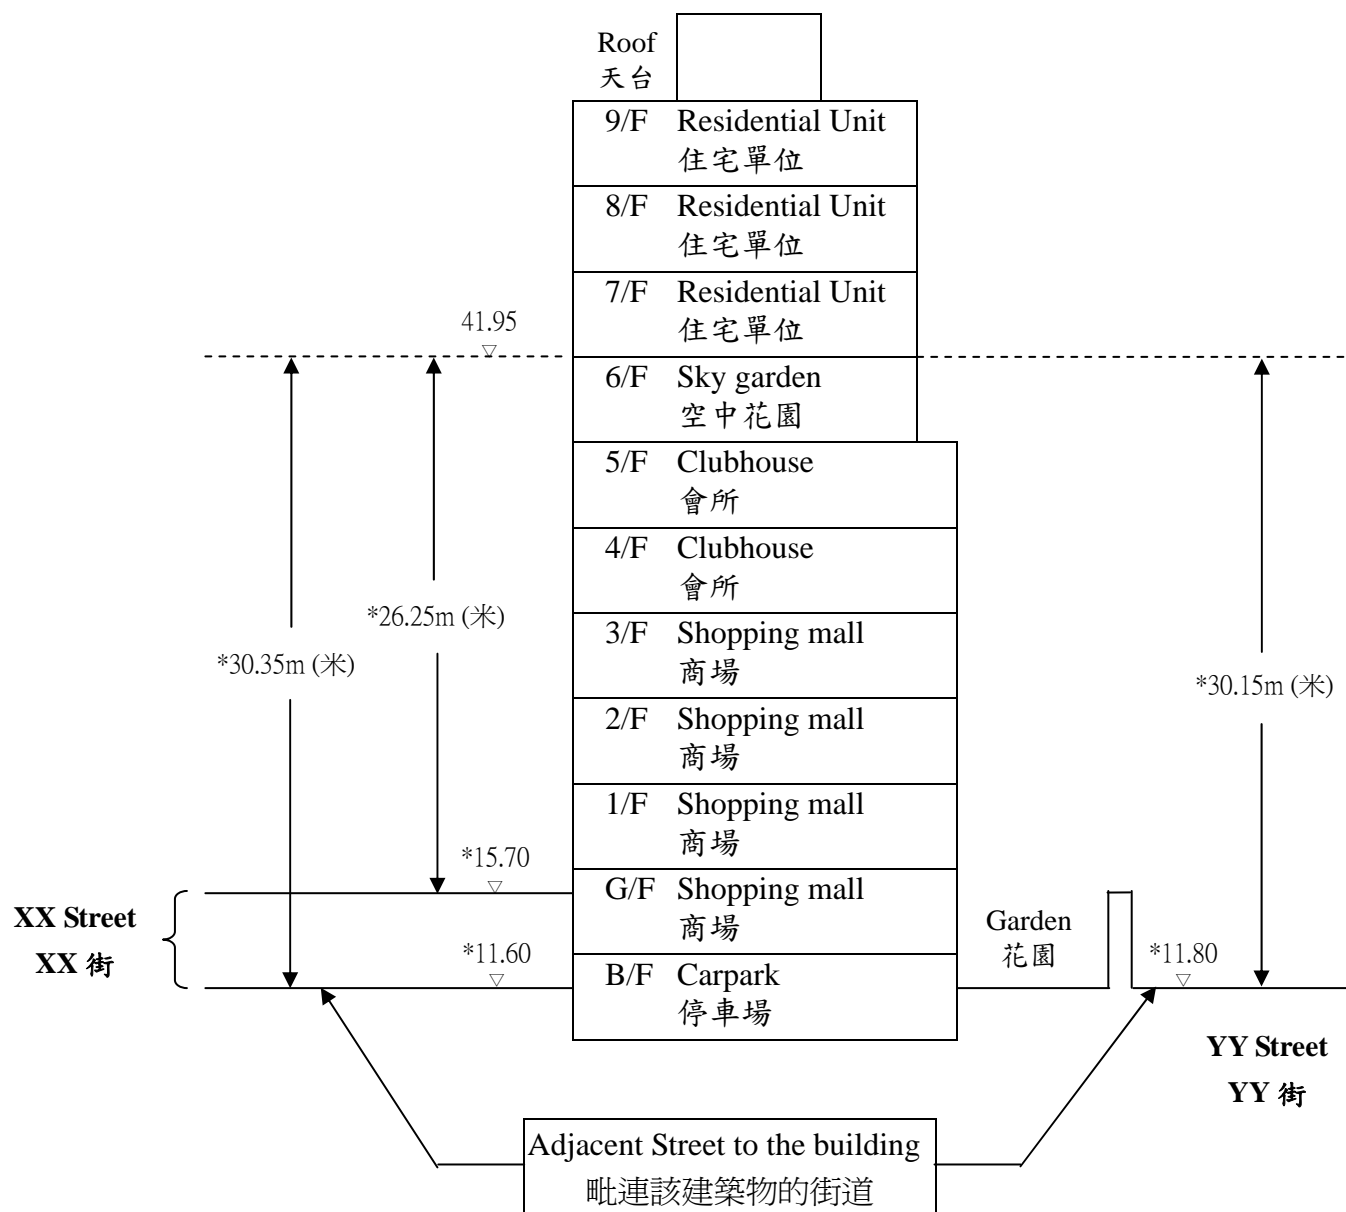 Roof
天台
9/F Residential Unit
住宅單位
8/F Residential Unit
住宅單位
7/F Residential Unit
住宅單位
41.95
6/F Sky garden
空中花園
5/F Clubhouse
會所
4/F Clubhouse
會所
*26.25m (米)
*30.35m (米)
3/F Shopping mall
商場
*30.15m (米)
2/F Shopping mall
商場
1/F Shopping mall
商場
*15.70
G/F Shopping mall
商場
XX Street
XX 街
Garden
花園
*11.60
*11.80
B/F Carpark
停車場
YY Street
YY 街
Adjacent Street to the building
毗連該建築物的街道